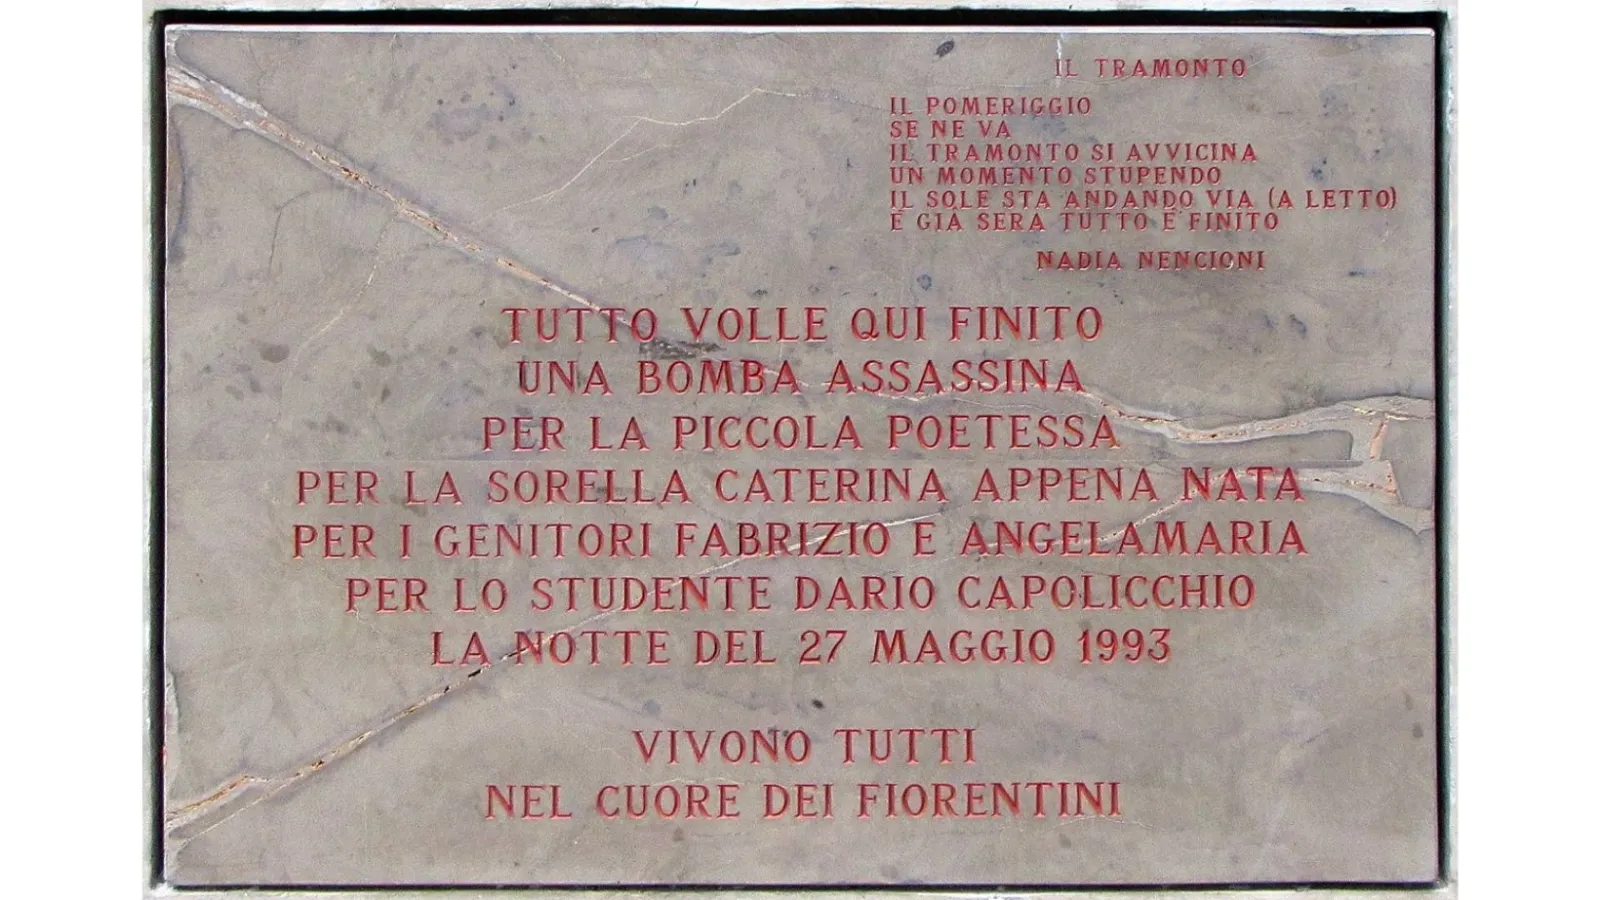 IL TRAMONTO
IL POMERIGGIO
SE NE VA
IL TRAMONTO SI AVVICINA
UN MOMENTO STUPENDO
IL SOLE STA ANDANDO VIA (A LETTO)
E GIÀ SERA TUTTO È FINITO
NADIA NENCIONI
TUTTO VOLLE QUI FINITO
UNA BOMBA ASSASSINA
PER LA PICCOLA POETESSA
PER LA SORELLA CATERINA APPENA NATA
PER I GENITORI FABRIZIO E ANGELAMARIA
PER LO STUDENTE DARIO CAPOLICCHIO
LA NOTTE DEL 27 MAGGIO 1993
VIVONO TUTTI
NEL CUORE DEI FIORENTINI